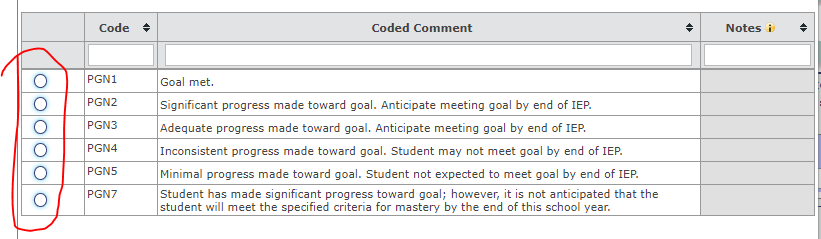 Code Coded Comment Notes
PGN1 Goal met.
PGN2 Significant progress made toward goal. Anticipate meeting goal by end of IEP.
PGN3 Adequate progress made toward goal. Anticipate meeting goal by end of IEP.
PGN4 Inconsistent progress made toward goal. Student may not meet goal by end of IEP.
PGN5 Minimal progress made toward goal. Student not expected to meet goal by end of IEP.
PGN7 Student has made significant progress toward goal; however, it is not anticipated that the
student will meet the specified criteria for mastery by the end of this school year.